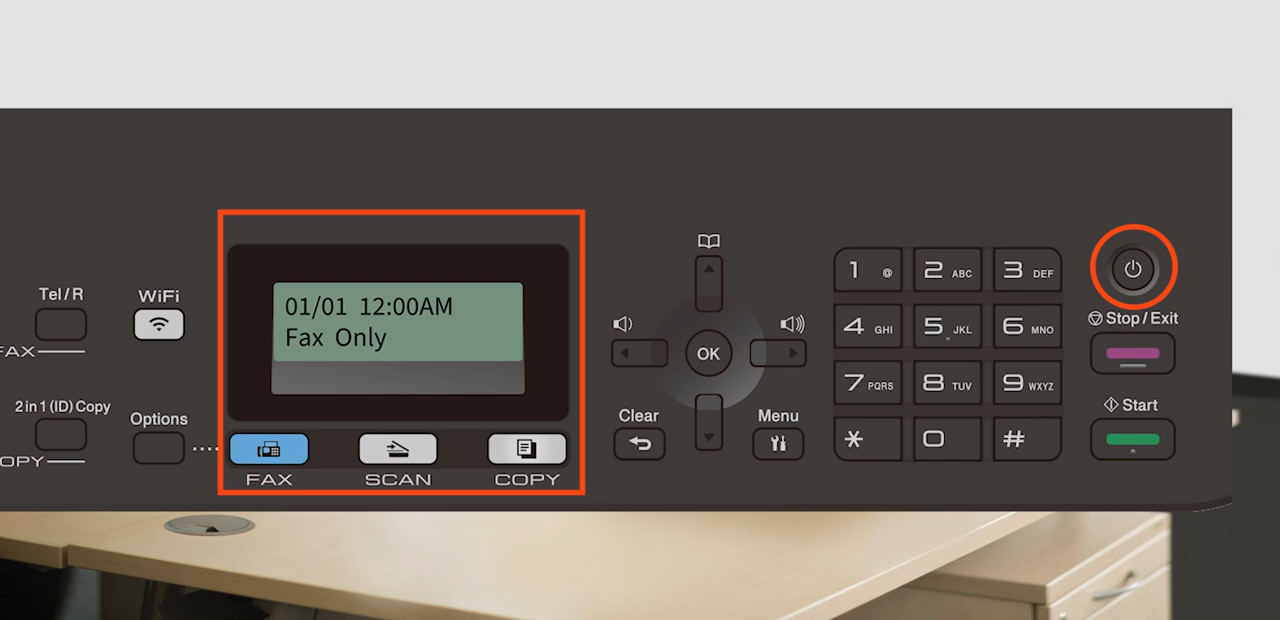 01/01 12:00AM
Fax Only
Tel/R
WiFi
FAX
2 in 1 (ID) Copy
Options
OPY
FAX
SCAN
COPY
OK
Clear
Menu
1 @
2 ABC
3 DEF
4 GHI
5 JKL
6 MNO
7 PQRS
8 TUV
9 WXYZ
*
0
#
Stop/Exit
Start